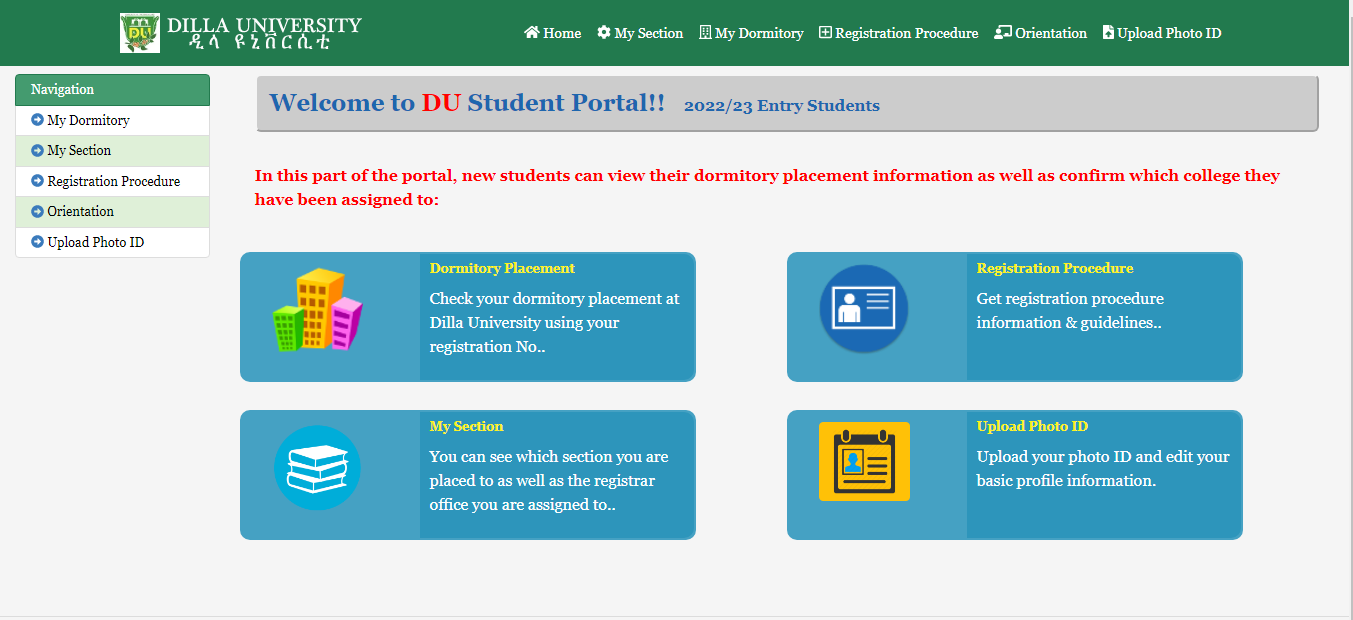 DILLA UNIVERSITY
ዲላ ዩኒቨርሲቲ
Home My Section My Dormitory Registration Procedure Orientation Upload Photo ID
Navigation
My Dormitory
My Section
Registration Procedure
Orientation
Upload Photo ID
Welcome to DU Student Portal!! 2022/23 Entry Students
In this part of the portal, new students can view their dormitory placement information as well as confirm which college they
have been assigned to:
Dormitory Placement
Check your dormitory placement at
Dilla University using your
registration No..
Registration Procedure
Get registration procedure
information & guidelines..
My Section
You can see which section you are
placed to as well as the registrar
office you are assigned to..
Upload Photo ID
Upload your photo ID and edit your
basic profile information.